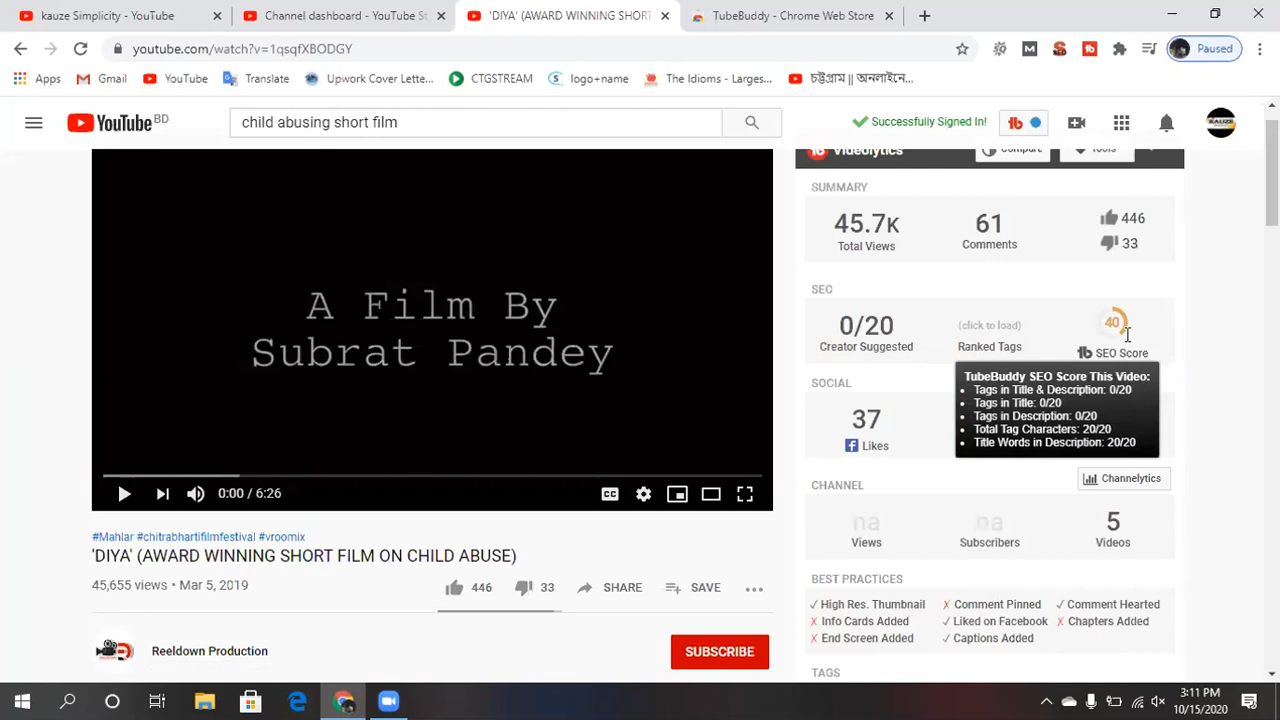 kauze Simplicity - YouTube
Channel dashboard - YouTube S
'DIYA' (AWARD WINNING SHORT
TubeBuddy - Chrome Web Store
youtube.com/watch?v=1qsqfXBODGY
Paused
Apps
Gmail
YouTube
Translate
Upwork Cover Lette...
CTGSTREAM
logo+name
The Idioms - Larges...
চট্টগ্রাম || অনলাইনে...
YouTube BD
child abusing short film
Successfully Signed In!
Videolytics
Compare
Tools
SUMMARY
45.7K
Total Views
61
Comments
446
33
SEO
0/20
Creator Suggested
(click to load)
Ranked Tags
40
SEO Score
TubeBuddy SEO Score This Video:
Tags in Title & Description: 0/20
Tags in Title: 0/20
Tags in Description: 0/20
Total Tag Characters: 20/20
Title Words in Description: 20/20
SOCIAL
37
Likes
Channelytics
CHANNEL
na
Views
na
Subscribers
5
Videos
BEST PRACTICES
High Res. Thumbnail
Comment Pinned
Comment Hearted
Info Cards Added
Liked on Facebook
Chapters Added
End Screen Added
Captions Added
TAGS
A Film By
Subrat Pandey
0:00 / 6:26
CC
#Mahlar #chitrabhartifilmfestival #vroomix
'DIYA' (AWARD WINNING SHORT FILM ON CHILD ABUSE)
45,655 views • Mar 5, 2019
446
33
SHARE
SAVE
Reeldown Production
SUBSCRIBE
3:11 PM
10/15/2020